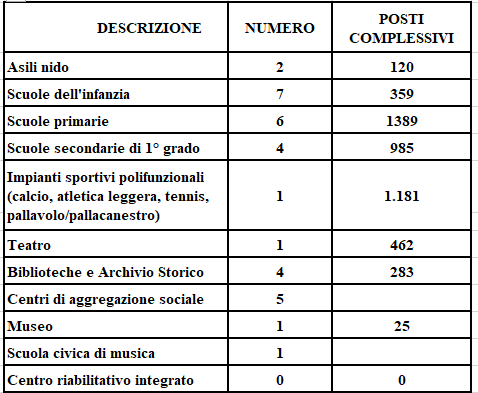 DESCRIZIONE NUMERO POSTI COMPLESSIVI
Asili nido 2 120
Scuole dell'infanzia 7 359
Scuole primarie 6 1389
Scuole secondarie di 1° grado 4 985
Impianti sportivi polifunzionali
(calcio, atletica leggera, tennis, 1 1.181
pallavolo/pallacanestro)
Teatro 1 462
Biblioteche e Archivio Storico 4 283
Centri di aggregazione sociale 5
Museo 1 25
Scuola civica di musica 1
Centro riabilitativo integrato 0 0